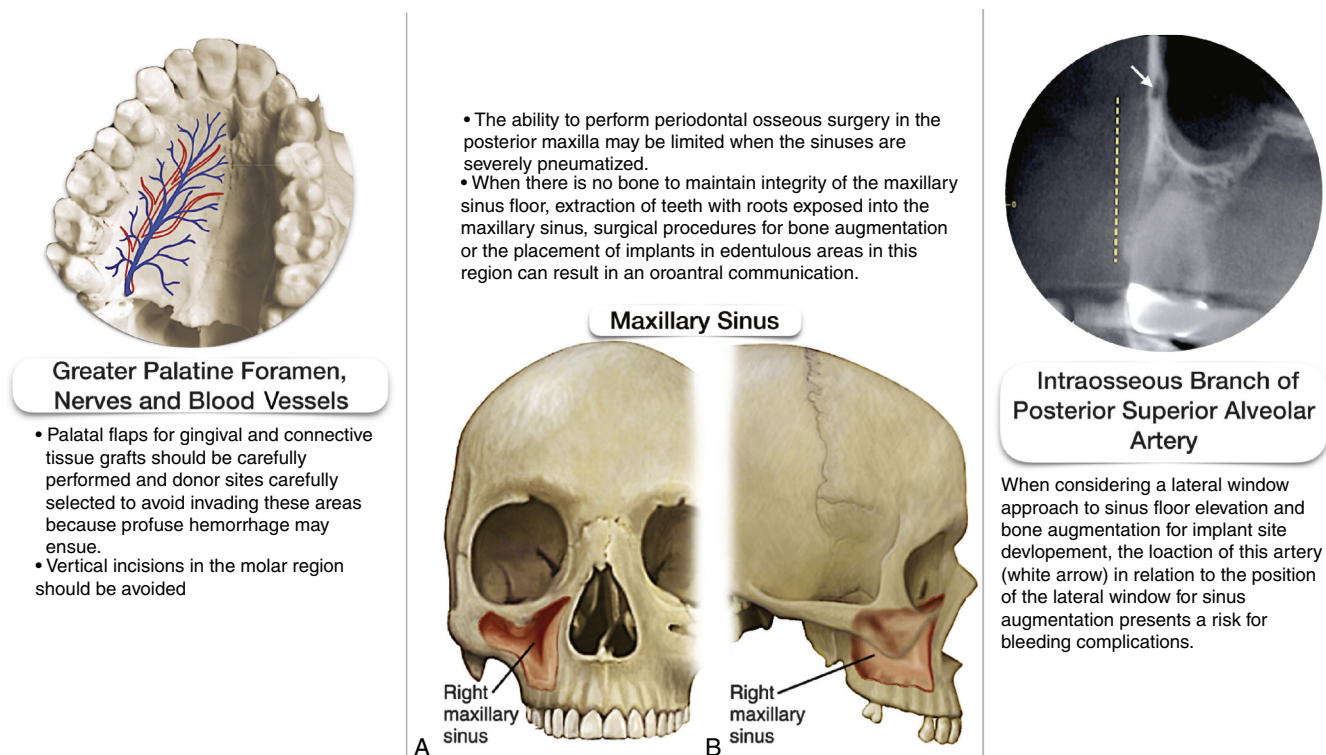 Greater Palatine Foramen,
Nerves and Blood Vessels
• Palatal flaps for gingival and connective
tissue grafts should be carefully
performed and donor sites carefully
selected to avoid invading these areas
because profuse hemorrhage may
ensue.
• Vertical incisions in the molar region
should be avoided
• The ability to perform periodontal osseous surgery in the
posterior maxilla may be limited when the sinuses are
severely pneumatized.
• When there is no bone to maintain integrity of the maxillary
sinus floor, extraction of teeth with roots exposed into the
maxillary sinus, surgical procedures for bone augmentation
or the placement of implants in edentulous areas in this
region can result in an oroantral communication.
Maxillary Sinus
Right
maxillary
sinus
A
Right
maxillary
sinus
B
0
Intraosseous Branch of
Posterior Superior Alveolar
Artery
When considering a lateral window
approach to sinus floor elevation and
bone augmentation for implant site
devlopement, the loaction of this artery
(white arrow) in relation to the position
of the lateral window for sinus
augmentation presents a risk for
bleeding complications.